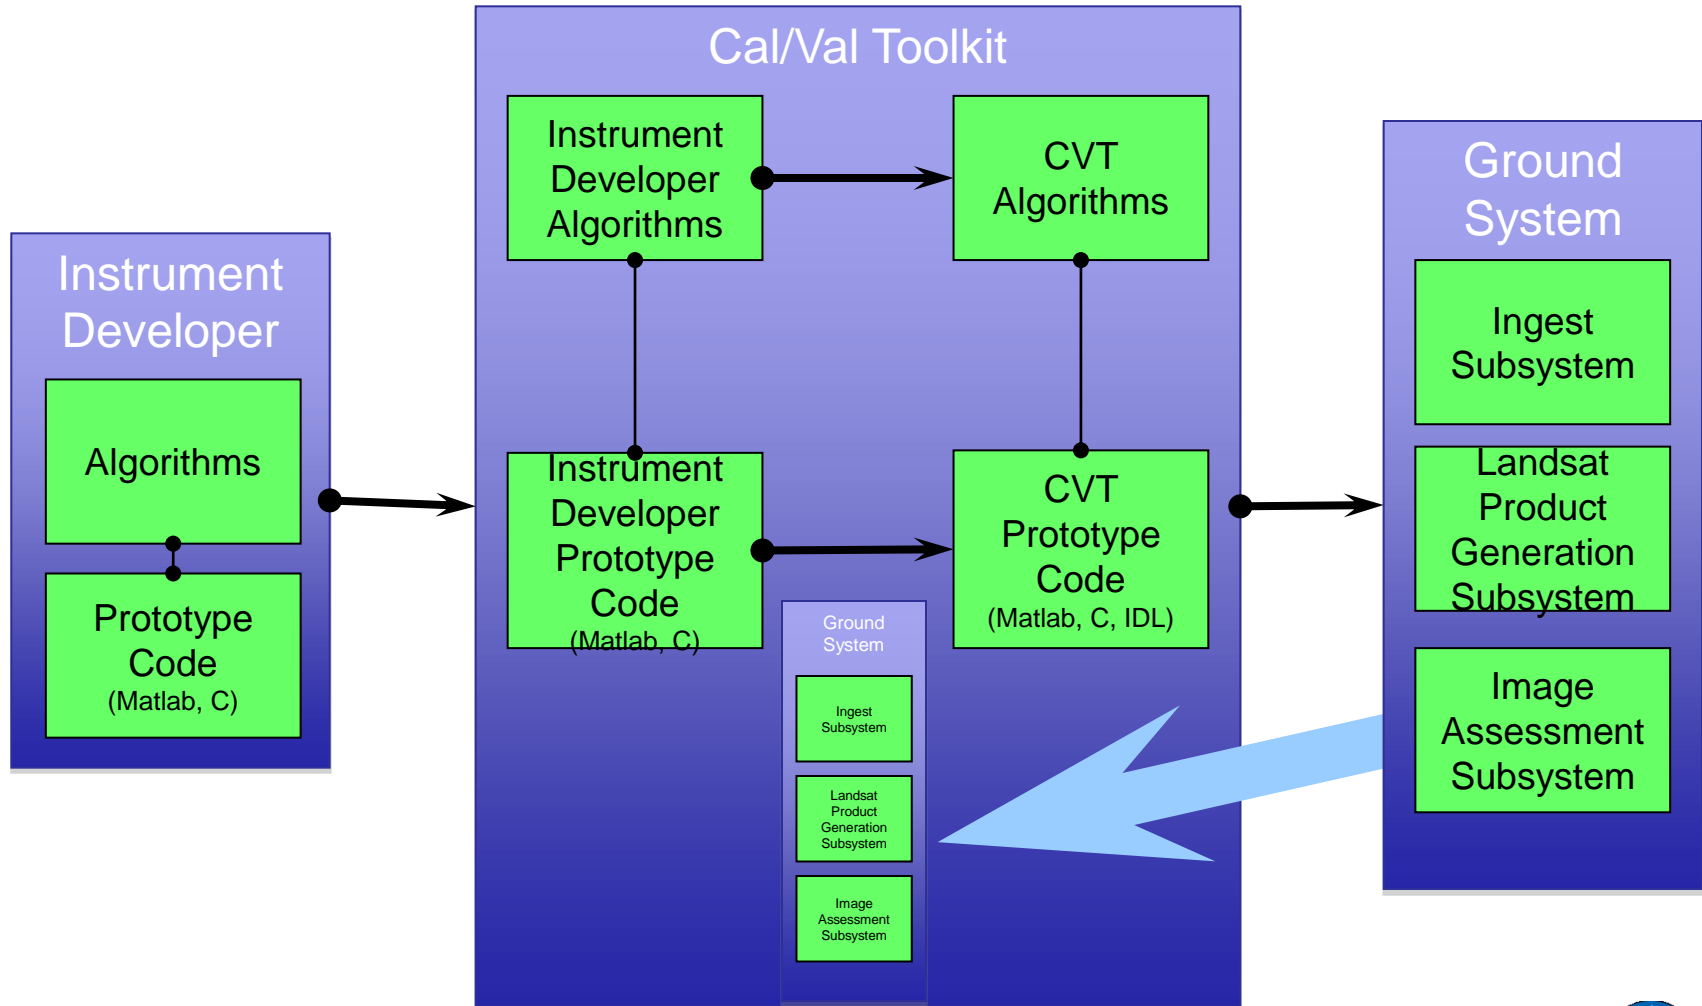 Cal/Val Toolkit
Instrument
Developer
Algorithms
Prototype
Code
(Matlab, C)
Instrument
Developer
Algorithms
CVT
Algorithms
Instrument
Developer
Prototype
Code
(Matlab, C)
CVT
Prototype
Code
(Matlab, C, IDL)
Ground
System
Ingest
Subsystem
Landsat
Product
Generation
Subsystem
Image
Assessment
Subsystem
Ground
System
Ingest
Subsystem
Landsat
Product
Generation
Subsystem
Image
Assessment
Subsystem